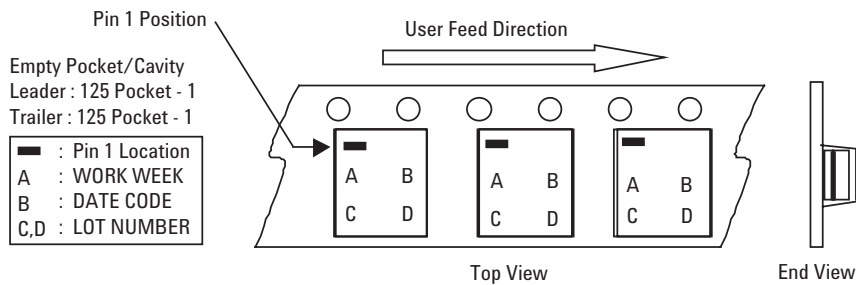 Pin 1 Position
User Feed Direction
Empty Pocket/Cavity
Leader : 125 Pocket - 1
Trailer : 125 Pocket - 1
: Pin 1 Location
A : WORK WEEK
B : DATE CODE
C,D : LOT NUMBER
A B
C D
A B
C D
A B
C D
Top View
End View